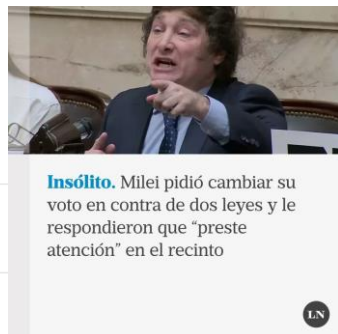 Insólito. Milei pidió cambiar su
voto en contra de dos leyes y le
respondieron que “preste
atención” en el recinto
LN